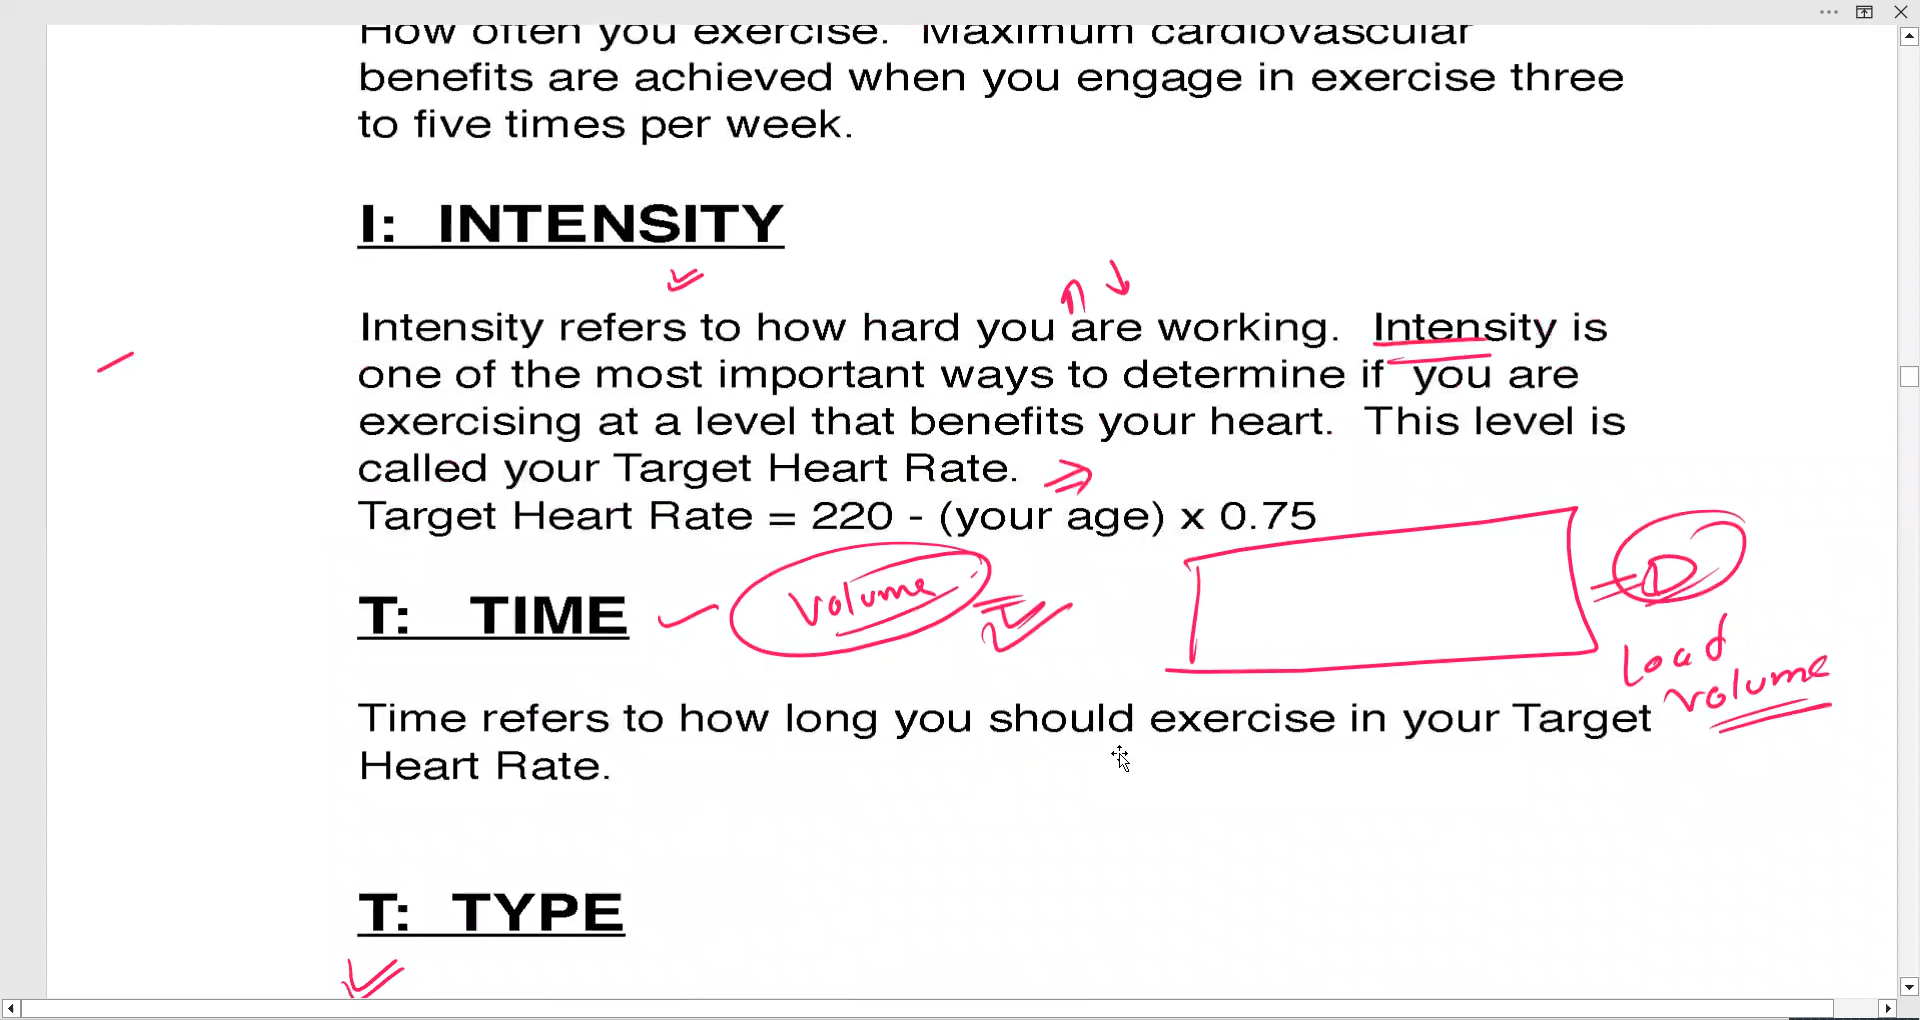 How often you exercise. Maximum cardiovascular
benefits are achieved when you engage in exercise three
to five times per week.
I: INTENSITY
Intensity refers to how hard you are working. Intensity is
one of the most important ways to determine if you are
exercising at a level that benefits your heart. This level is
called your Target Heart Rate.
Target Heart Rate = 220 - (your age) x 0.75
T: TIME
Volume
D
Load
volume
Time refers to how long you should exercise in your Target
Heart Rate.
T: TYPE